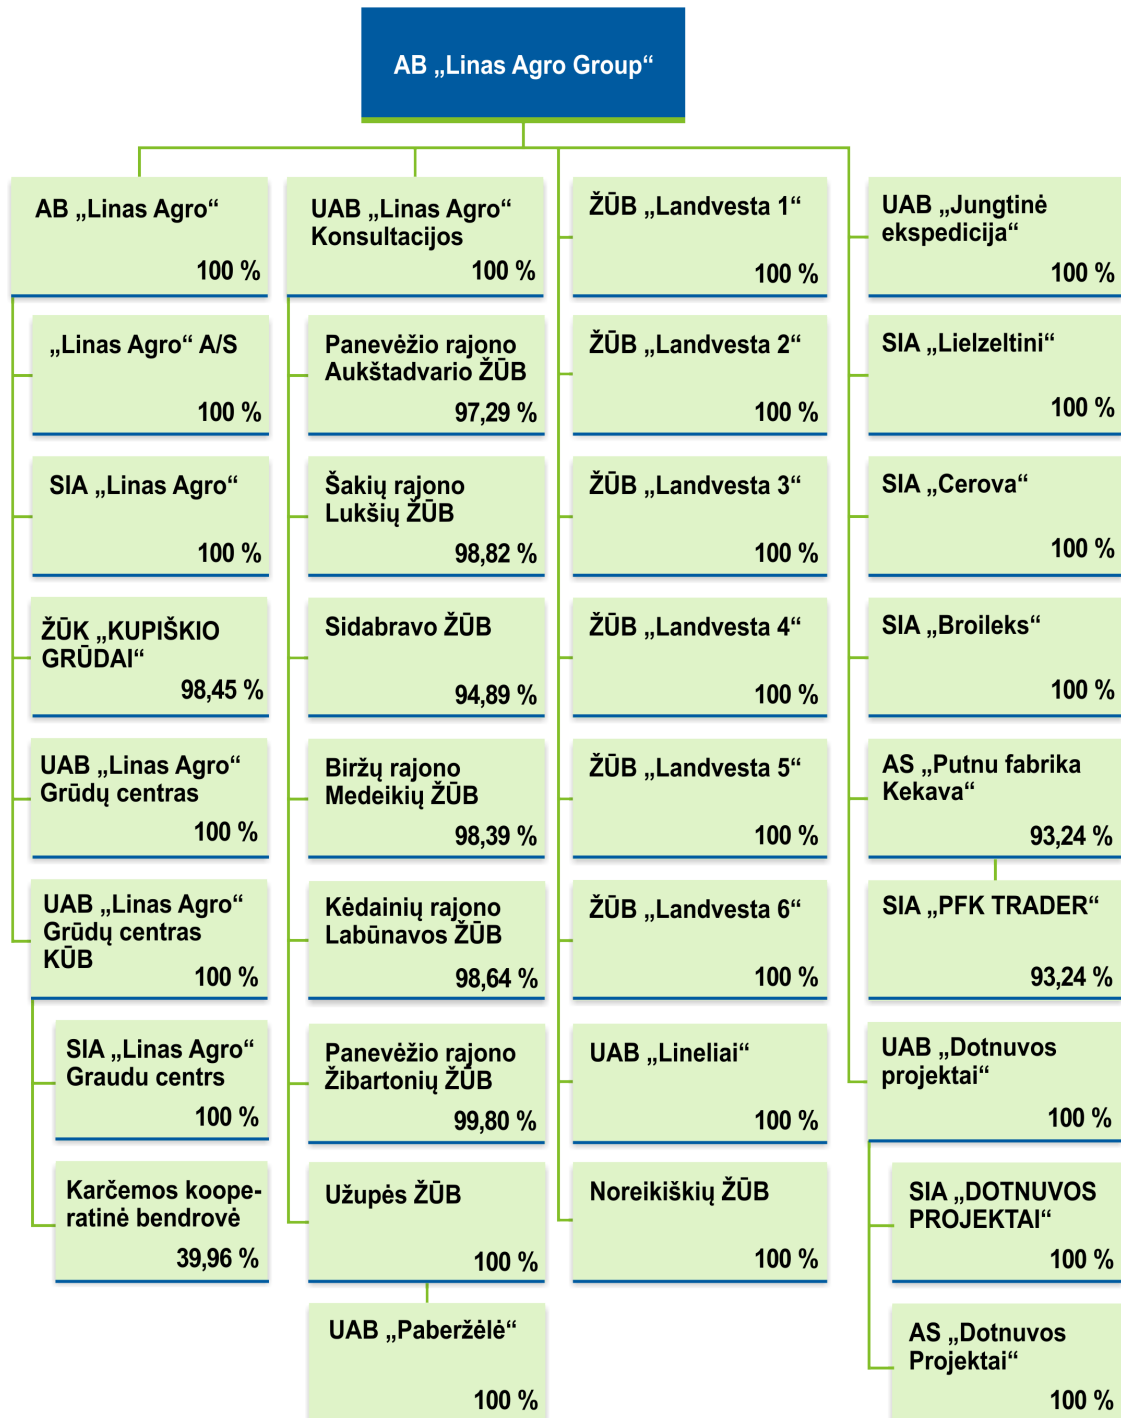 AB „Linas Agro Group“
AB „Linas Agro“
100 %
„Linas Agro“ A/S
100 %
SIA „Linas Agro“
100 %
ŽŪK „KUPIŠKIO
GRŪDAI“
98,45 %
UAB „Linas Agro“
Grūdų centras
100 %
UAB „Linas Agro“
Grūdų centras
KŪB
100 %
SIA „Linas Agro“
Graudu centrs
100 %
Karčemos koope-
ratinė bendrovė
39,96 %
UAB „Linas Agro“
Konsultacijos
100 %
Panevėžio rajono
Aukštadvario ŽŪB
97,29 %
Šakių rajono
Lukšių ŽŪB
98,82 %
Sidabravo ŽŪB
94,89 %
Biržų rajono
Medeikių ŽŪB
98,39 %
Kėdainių rajono
Labūnavos ŽŪB
98,64 %
Panevėžio rajono
Žibartonių ŽŪB
99,80 %
Užupės ŽŪB
100 %
UAB „Paberžėlė“
100 %
ŽŪB „Landvesta 1“
100 %
ŽŪB „Landvesta 2“
100 %
ŽŪB „Landvesta 3“
100 %
ŽŪB „Landvesta 4“
100 %
ŽŪB „Landvesta 5“
100 %
ŽŪB „Landvesta 6“
100 %
UAB „Lineliai“
100 %
Noreikiškių ŽŪB
100 %
UAB „Jungtinė
ekspedicija“
100 %
SIA „Lielzeltini“
100 %
SIA „Cerova“
100 %
SIA „Broileks“
100 %
AS „Putnu fabrika
Kekava“
93,24 %
SIA „PFK TRADER“
93,24 %
UAB „Dotnuvos
projektai“
100 %
SIA „DOTNUVOS
PROJEKTAI“
100 %
AS „Dotnuvos
Projektai“
100 %